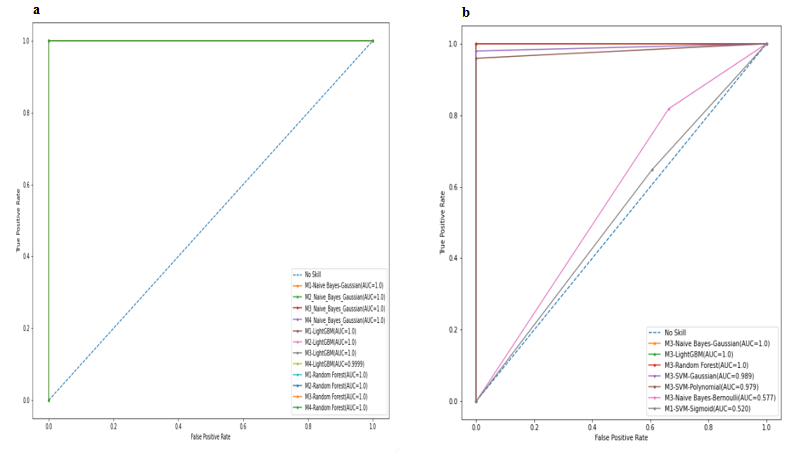 a
1.0
0.8
0.6
0.4
0.2
0.0
True Positive Rate
0.0 0.2 0.4 0.6 0.8 1.0
False Positive Rate
No Skill
M1-Naive Bayes-Gaussian(AUC=1.0)
M2_Naive_Bayes_Gaussian(AUC=1.0)
M3_Naive_Bayes_Gaussian(AUC=1.0)
M4_Naive_Bayes_Gaussian(AUC=1.0)
M1-LightGBM(AUC=1.0)
M2-LightGBM(AUC=1.0)
M3-LightGBM(AUC=1.0)
M4-LightGBM(AUC=0.9999)
M1-Random Forest(AUC=1.0)
M2-Random Forest(AUC=1.0)
M3-Random Forest(AUC=1.0)
M4-Random Forest(AUC=1.0)
b
1.0
0.8
0.6
0.4
0.2
0.0
True Positive Rate
0.0 0.2 0.4 0.6 0.8 1.0
False Positive Rate
No Skill
M3-Naive Bayes-Gaussian(AUC=1.0)
M3-LightGBM(AUC=1.0)
M3-Random Forest(AUC=1.0)
M3-SVM-Gaussian(AUC=0.989)
M3-SVM-Polynomial(AUC=0.979)
M3-Naive Bayes-Bernoulli(AUC=0.577)
M1-SVM-Sigmoid(AUC=0.520)